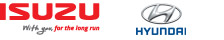 ISUZU
With you, for the long run
HYUNDAI